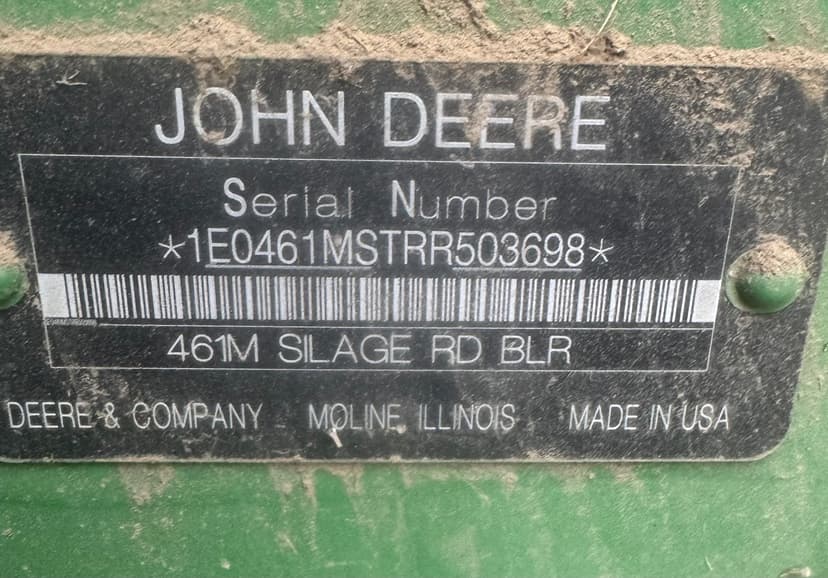 JOHN DEERE
Serial Number
*1E0461MSTRR503698*
461M SILAGE RD BLR
DEERE & COMPANY MOLINE ILLINOIS MADE IN USA